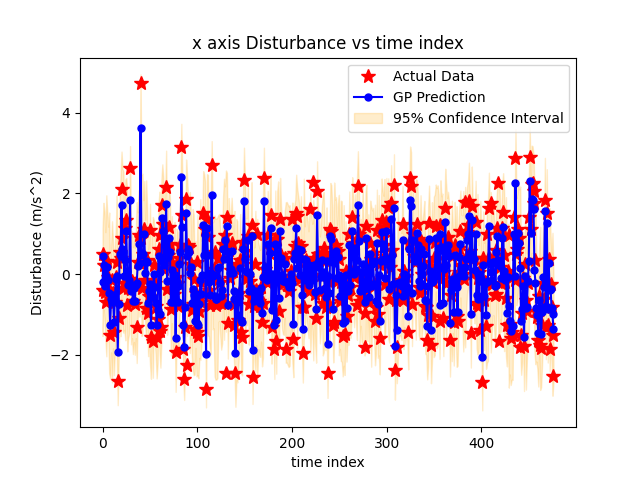 x axis Disturbance vs time index
Actual Data
GP Prediction
95% Confidence Interval
Disturbance (m/s^2)
4
2
0
−2
0 100 200 300 400
time index